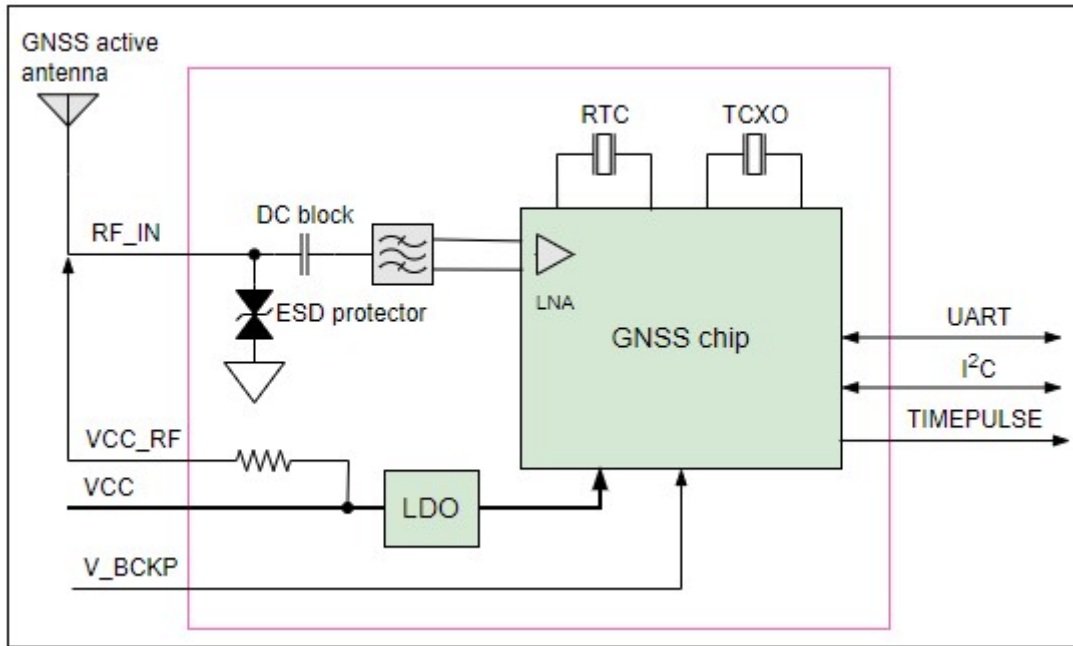 GNSS active
antenna
RTC
TCXO
DC block
RF_IN
LNA
ESD protector
GNSS chip
UART
I²C
TIMEPULSE
VCC_RF
VCC
LDO
V_BCKP